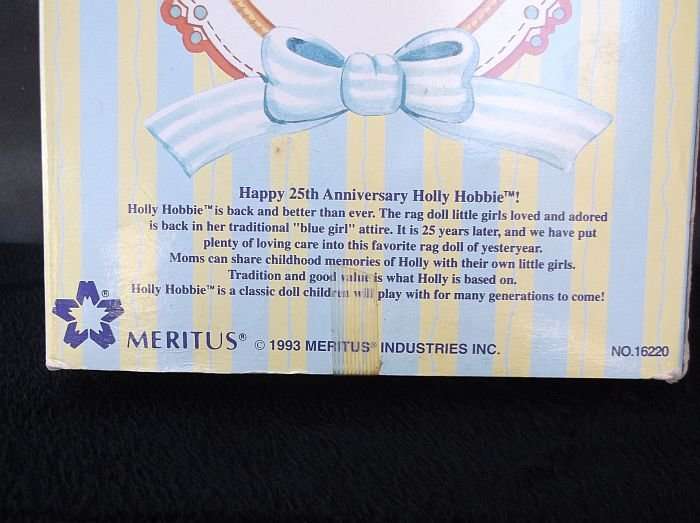 Happy 25th Anniversary Holly Hobbie™!
Holly Hobbie™ is back and better than ever. The rag doll little girls loved and adored
is back in her traditional "blue girl" attire. It is 25 years later, and we have put
plenty of loving care into this favorite rag doll of yesteryear.
Moms can share childhood memories of Holly with their own little girls.
Tradition and good value is what Holly is based on.
Holly Hobbie™ is a classic doll children will play with for many generations to come!
®
MERITUS® © 1993 MERITUS® INDUSTRIES INC. NO.16220